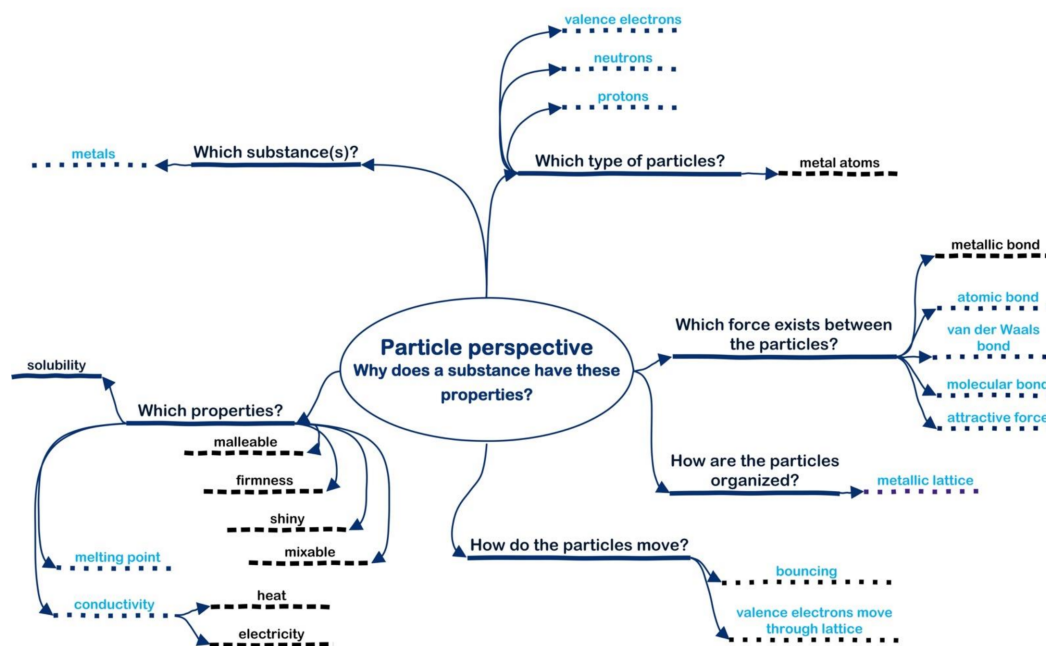 valence electrons
neutrons
protons
metals
Which substance(s)?
Which type of particles?
metal atoms
metallic bond
atomic bond
Which force exists between
the particles?
van der Waals
bond
molecular bond
attractive force
Particle perspective
Why does a substance have these
properties?
solubility
Which properties?
malleable
firmness
shiny
mixable
melting point
conductivity
heat
electricity
How are the particles
organized?
metallic lattice
How do the particles move?
bouncing
valence electrons move
through lattice